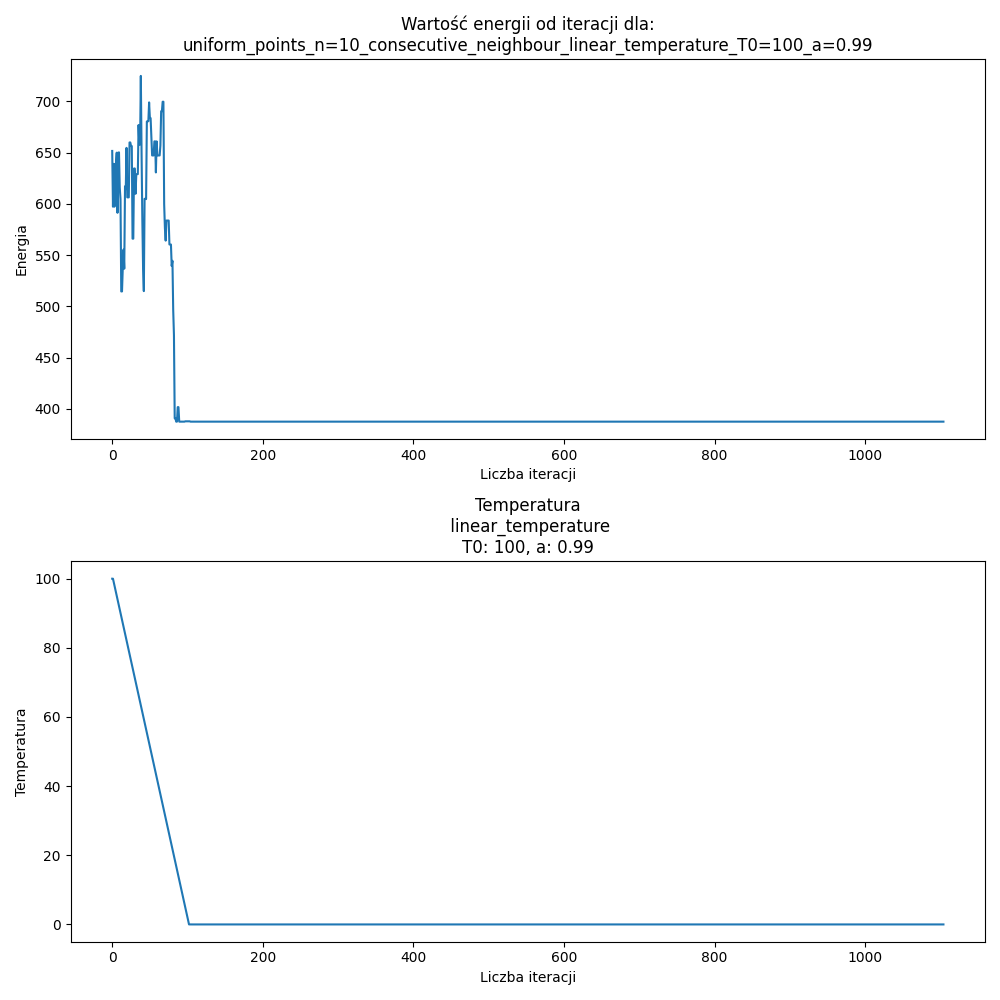 Wartość energii od iteracji dla:
uniform_points_n=10_consecutive_neighbour_linear_temperature_T0=100_a=0.99
700
650
600
550
500
450
400
Energia
0 200 400 600 800 1000
Liczba iteracji
Temperatura
linear_temperature
T0: 100, a: 0.99
100
80
60
40
20
0
Temperatura
0 200 400 600 800 1000
Liczba iteracji